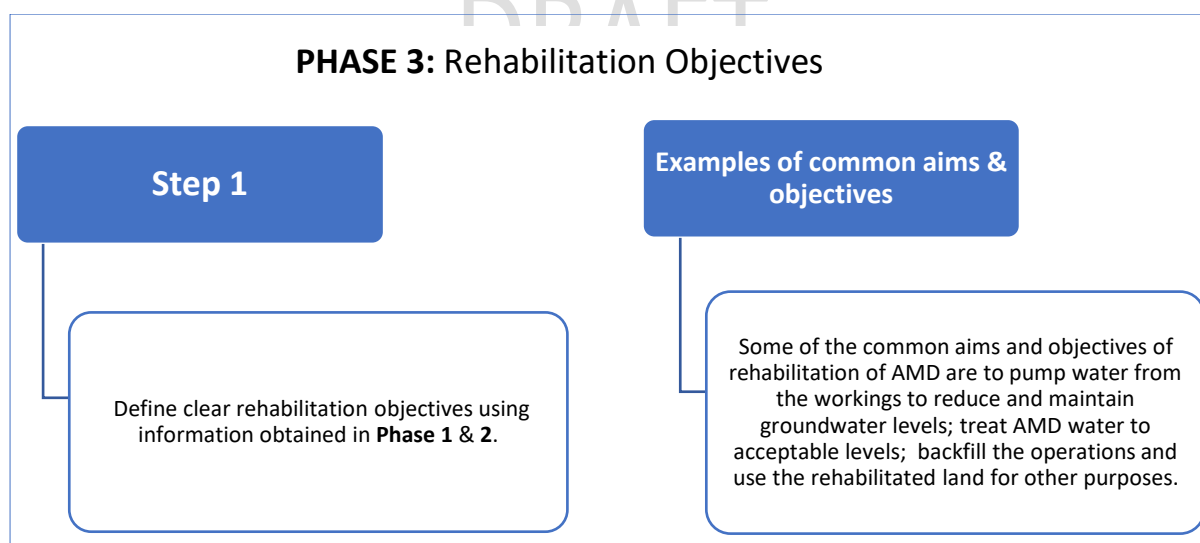 DRAFT
PHASE 3: Rehabilitation Objectives
Step 1
Define clear rehabilitation objectives using
information obtained in Phase 1 & 2.
Examples of common aims &
objectives
Some of the common aims and objectives of
rehabilitation of AMD are to pump water from
the workings to reduce and maintain
groundwater levels; treat AMD water to
acceptable levels;  backfill the operations and
use the rehabilitated land for other purposes.